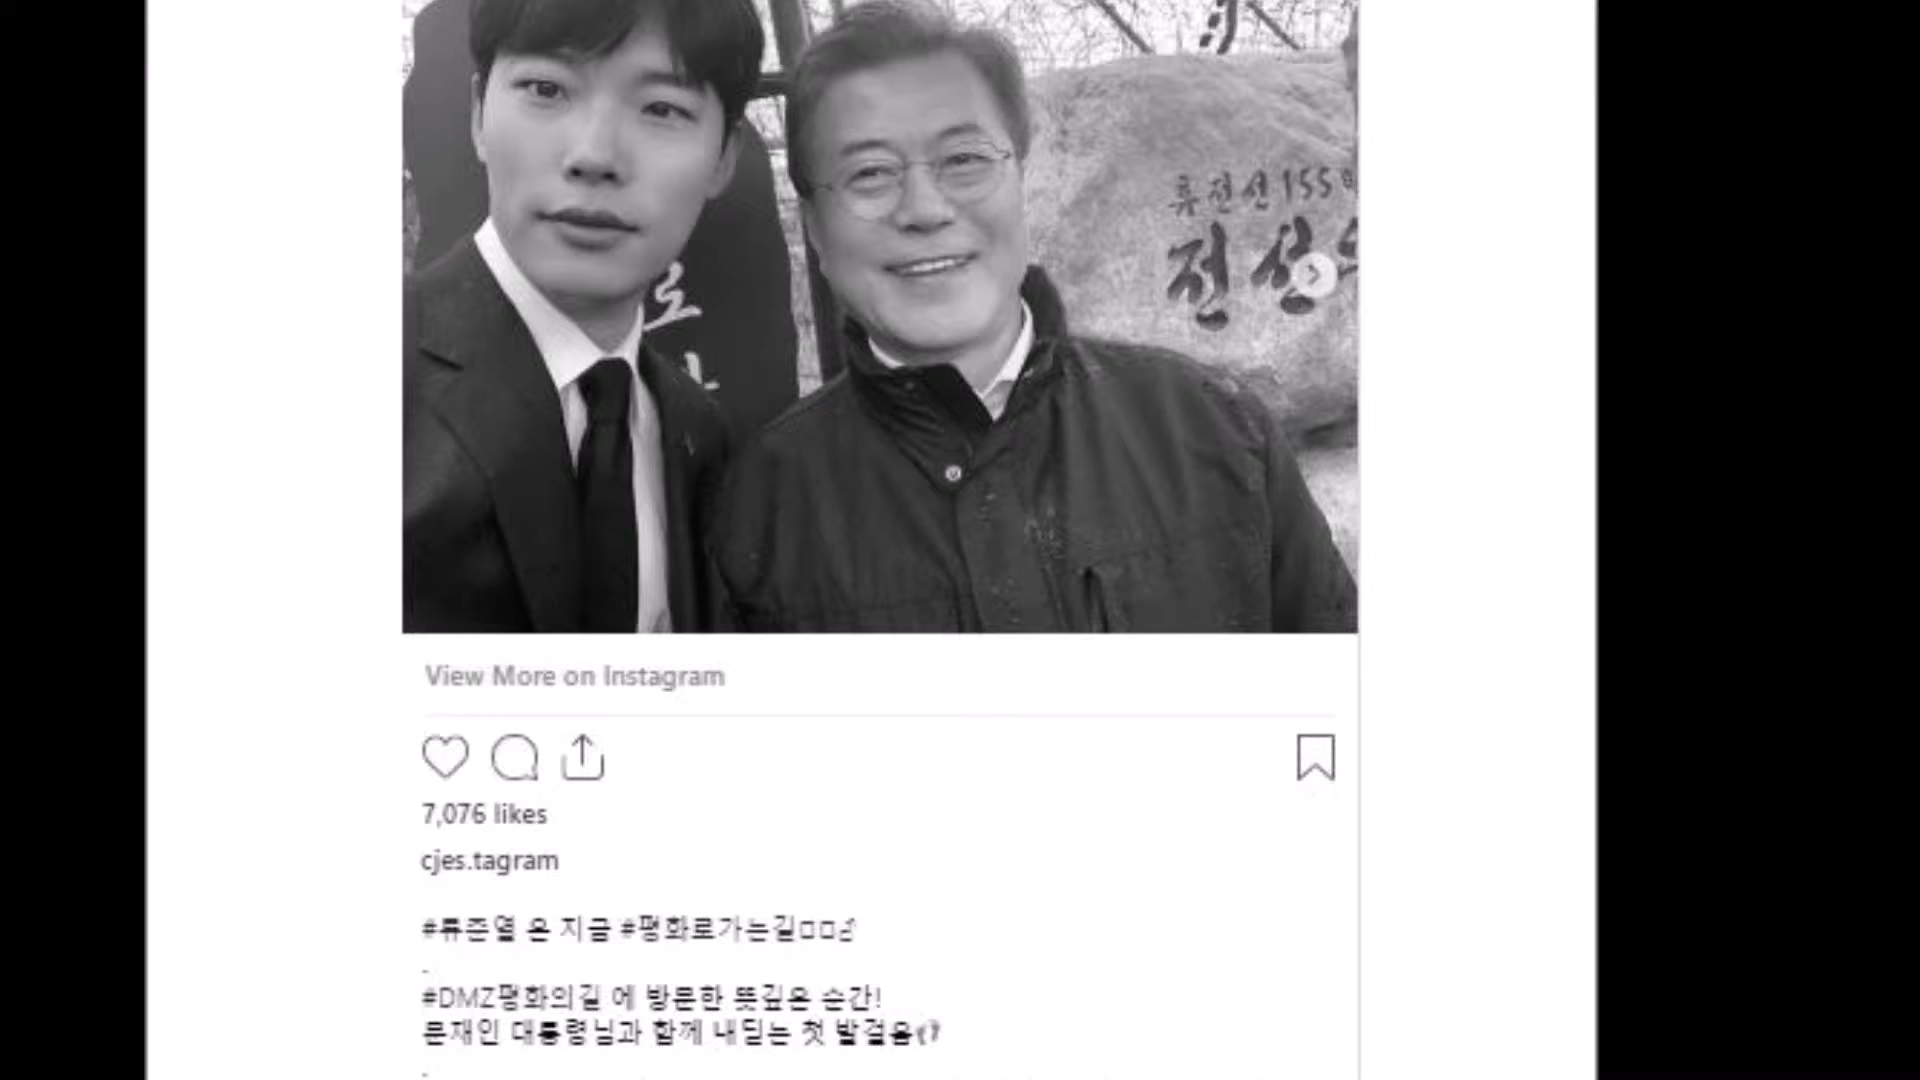 로
휴전선155
전선
View More on Instagram
7,076 likes
cjes.tagram
#류준열 은 지금 #평화로가는길
.
#DMZ평화의길 에 방문한 뜻깊은 순간!
문재인 대통령님과 함께 내딛는 첫 발걸음
.